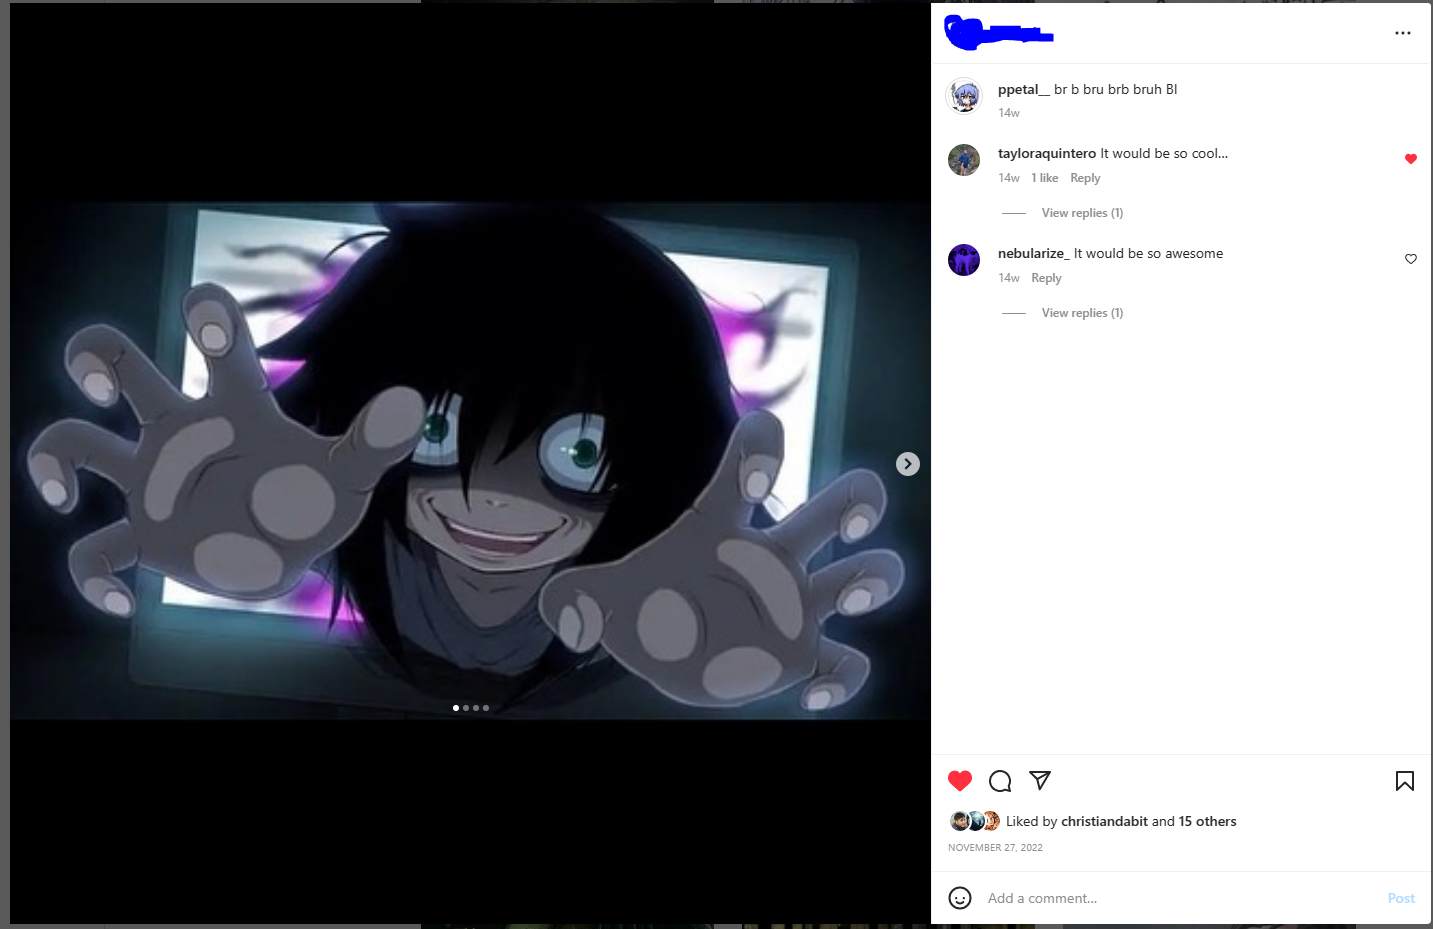 ppetal__ br b bru brb bruh BI
14w
tayloraquintero It would be so cool...
14w 1 like Reply
View replies (1)
nebularize_ It would be so awesome
14w Reply
View replies (1)
Liked by christiandabit and 15 others
NOVEMBER 27, 2022
Add a comment... Post